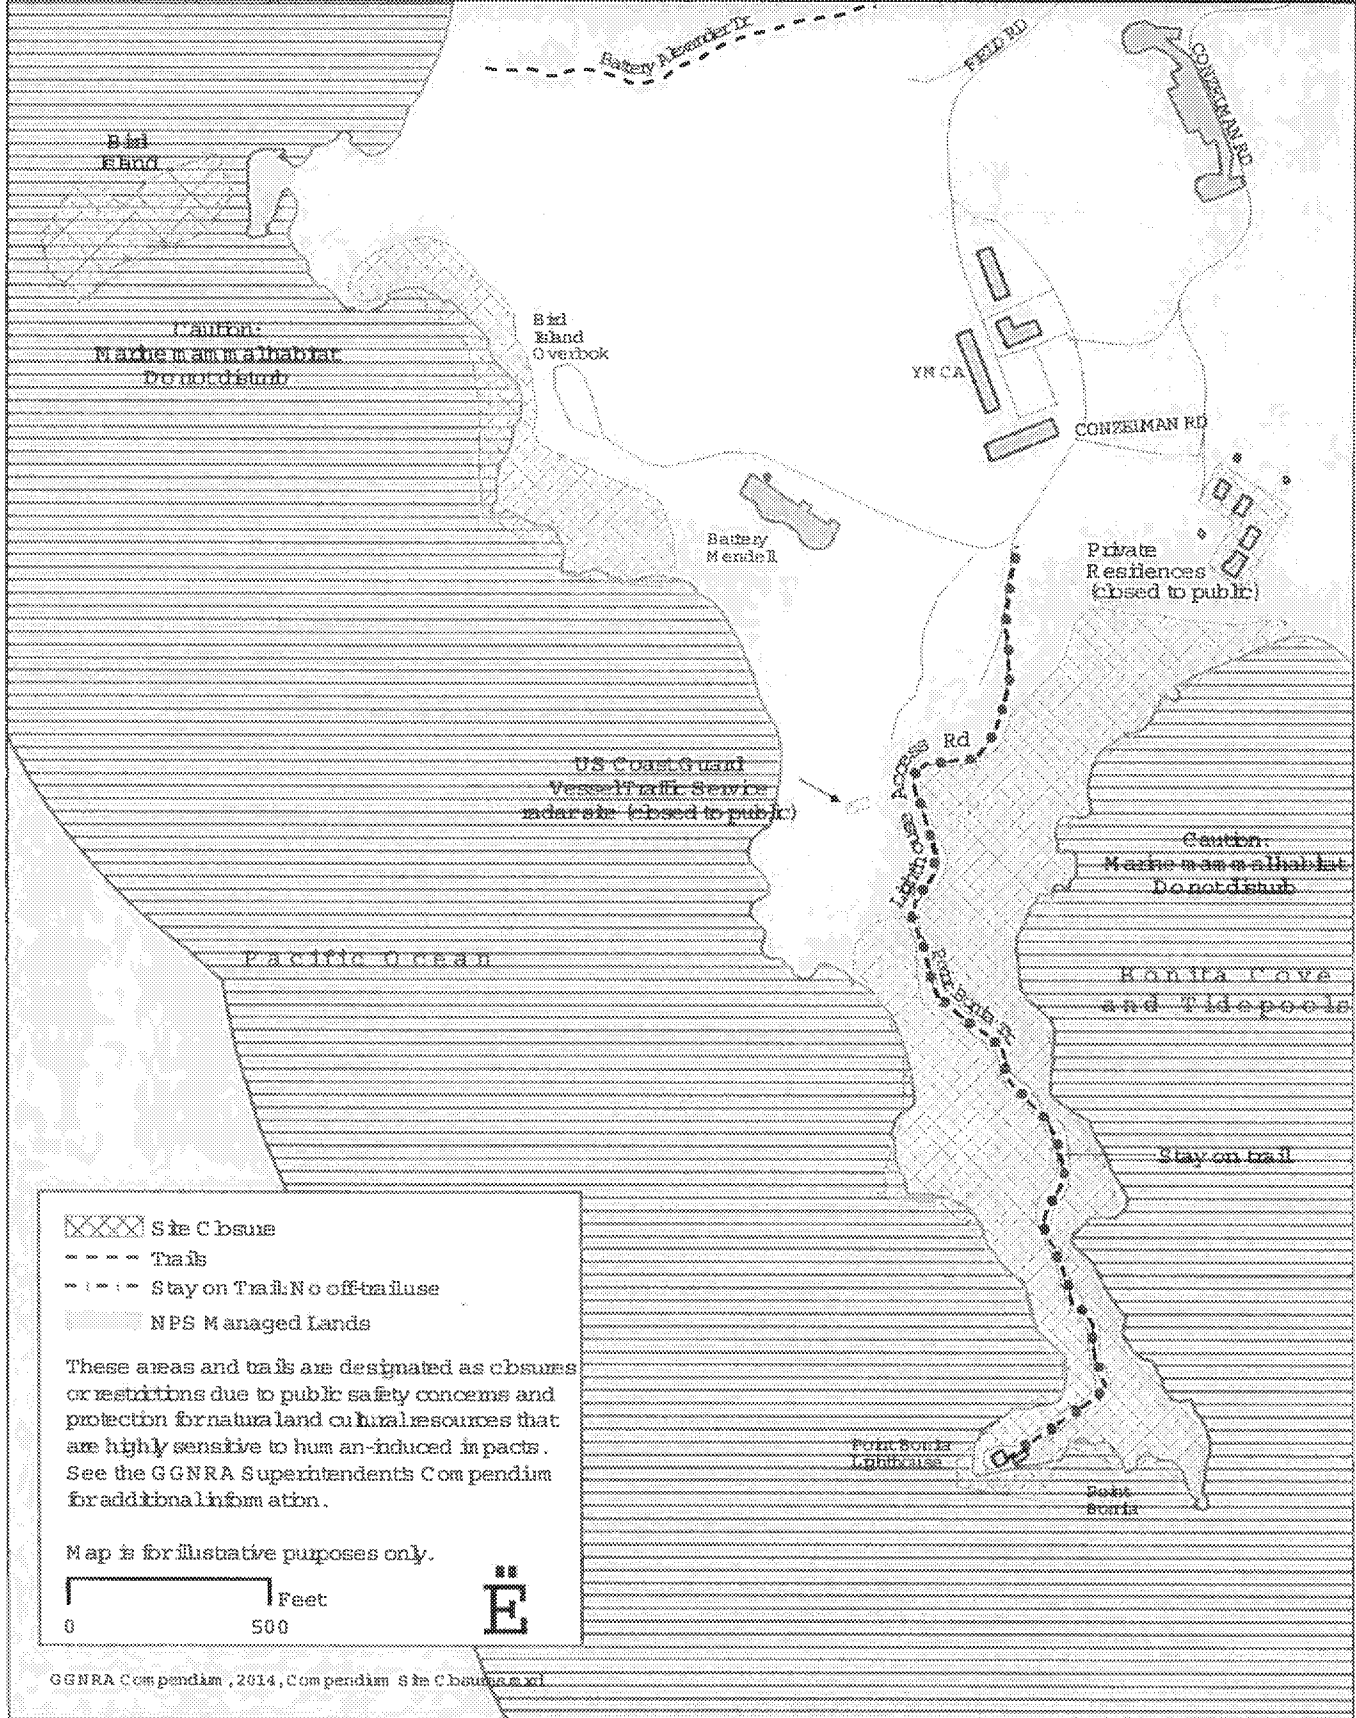 Battery Alexander Tr
FIELD RD
CONZELMAN RD
Bird
Island
Caution:
Marine mammal habitat
Do not disturb
Bird
Island
Overlook
YMCA
CONZELMAN RD
Battery
Mendell
Private
Residences
(closed to public)
US Coast Guard
Vessel Traffic Service
radar site (closed to public)
Lighthouse Access Rd
Caution:
Marine mammal habitat
Do not disturb
Pacific Ocean
Point Bonita Tr
Bonita Cove
and Tidepools
Stay on trail
Site Closure
Trails
Stay on Trail: No off-trail use
NPS Managed Lands
These areas and trails are designated as closures
or restrictions due to public safety concerns and
protection for natural and cultural resources that
are highly sensitive to human-induced impacts.
See the GGNRA Superintendent's Compendium
for additional information.
Map is for illustrative purposes only.
Feet
0 500
Ë
Point Bonita
Lighthouse
Point
Bonita
GGNRA Compendium, 2014, Compendium Site Closures.mxd